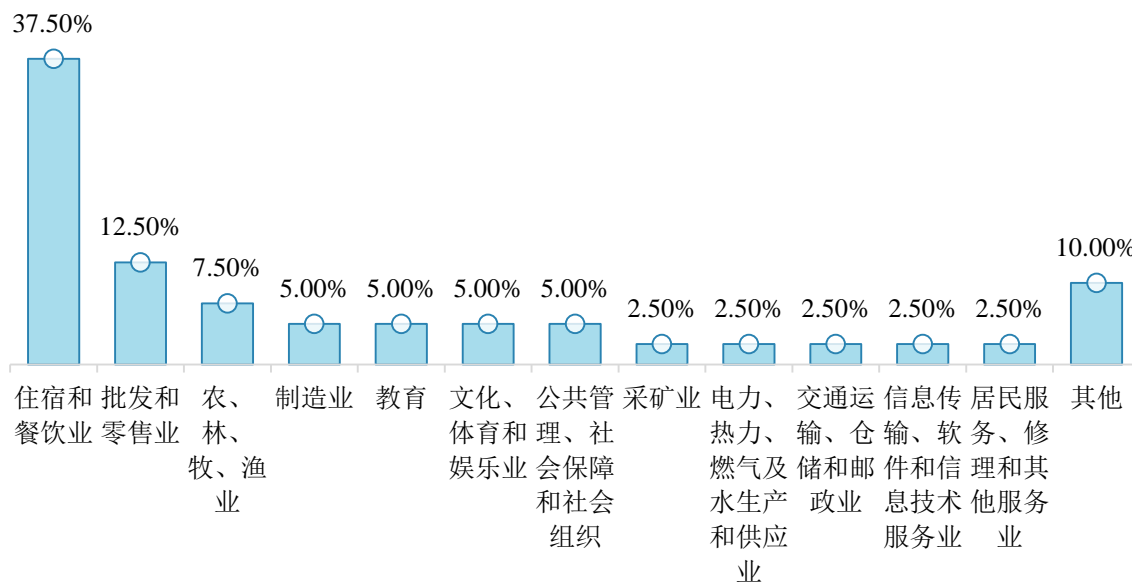 37.50%
12.50%
7.50%
5.00%
5.00%
5.00%
5.00%
2.50%
2.50%
2.50%
2.50%
2.50%
10.00%
住宿和
餐饮业
批发和
零售业
农、
林、
牧、渔
业
制造业
教育
文化、
体育和
娱乐业
公共管
理、社
会保障
和社会
组织
采矿业
电力、
热力、
燃气及
水生产
和供应
业
交通运
输、仓
储和邮
政业
信息传
输、软
件和信
息技术
服务业
居民服
务、修
理和其
他服务
业
其他